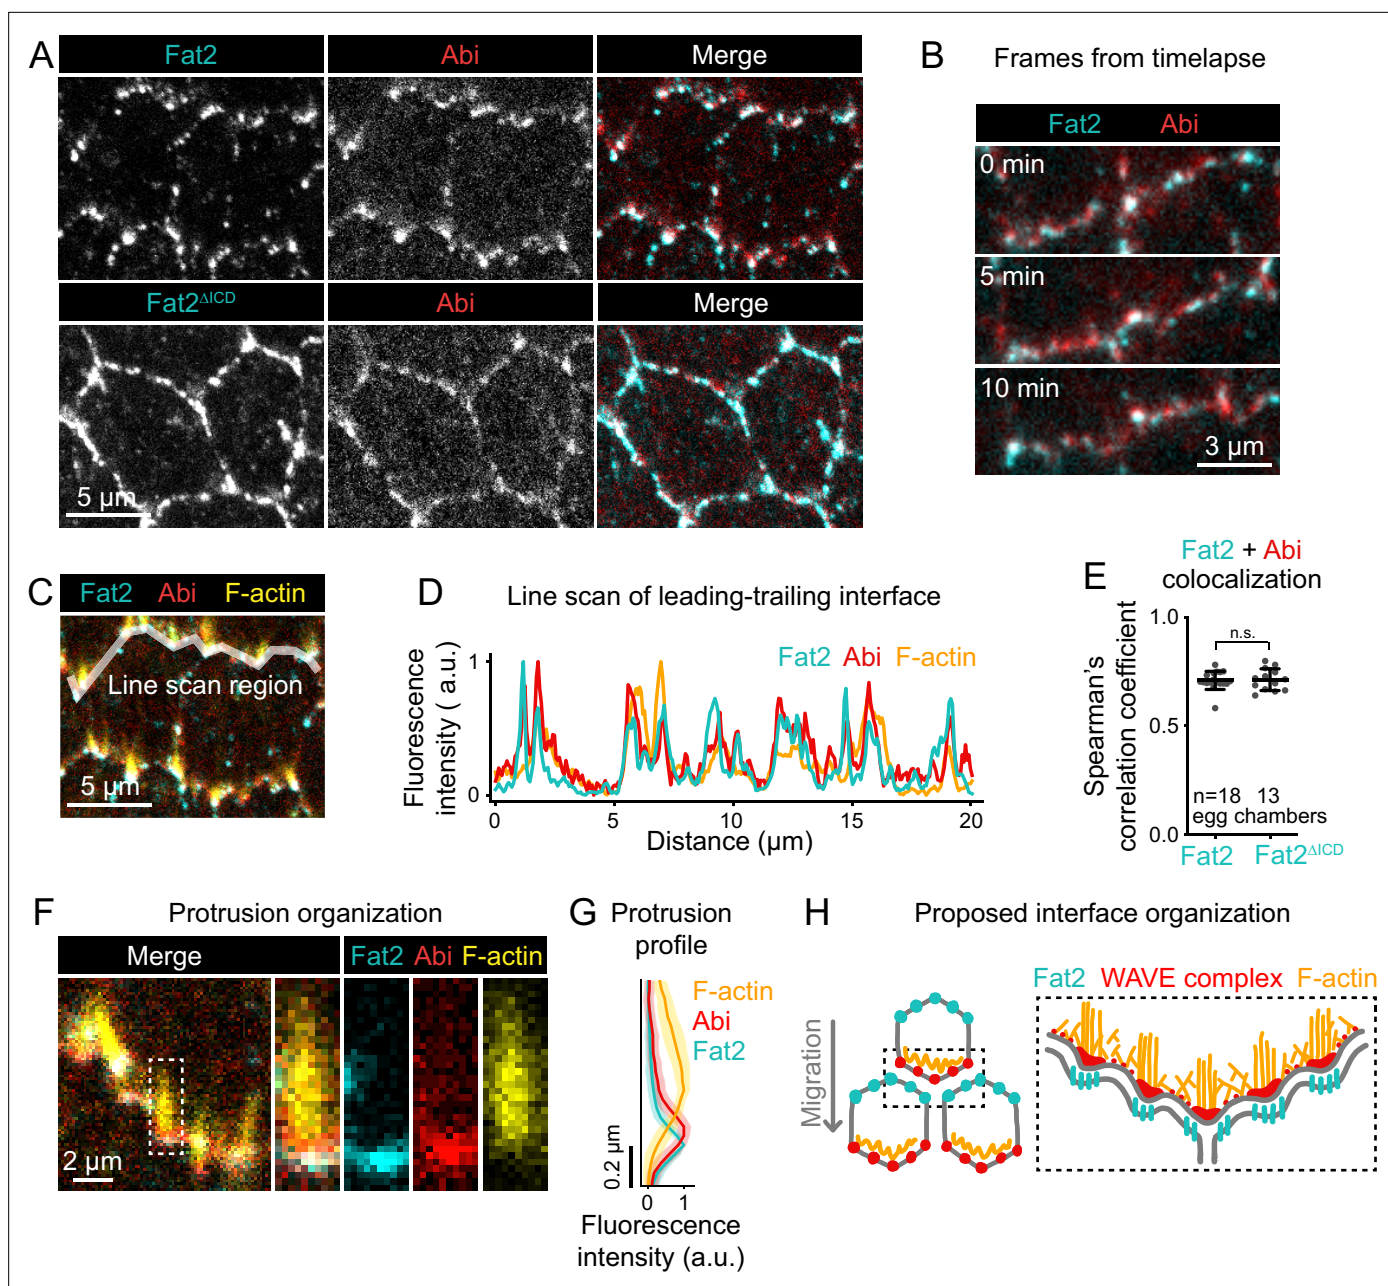 A
Fat2 Abi Merge
Fat2ΔICD Abi Merge
5 µm
B
Frames from timelapse
Fat2 Abi
0 min
5 min
10 min
3 µm
C
Fat2 Abi F-actin
Line scan region
5 µm
D
Line scan of leading-trailing interface
Fat2 Abi F-actin
Fluorescence
intensity ( a.u.)
1
0
0 5 10 15 20
Distance (µm)
E
Fat2 + Abi
colocalization
Spearman's
correlation coefficient
1.0
0.5
0.0
n.s.
n=18 13
egg chambers
Fat2 Fat2ΔICD
F
Protrusion organization
Merge Fat2 Abi F-actin
2 µm
G
Protrusion
profile
F-actin
Abi
Fat2
0.2 µm
0 1
Fluorescence
intensity (a.u.)
H
Proposed interface organization
Migration
Fat2 WAVE complex F-actin